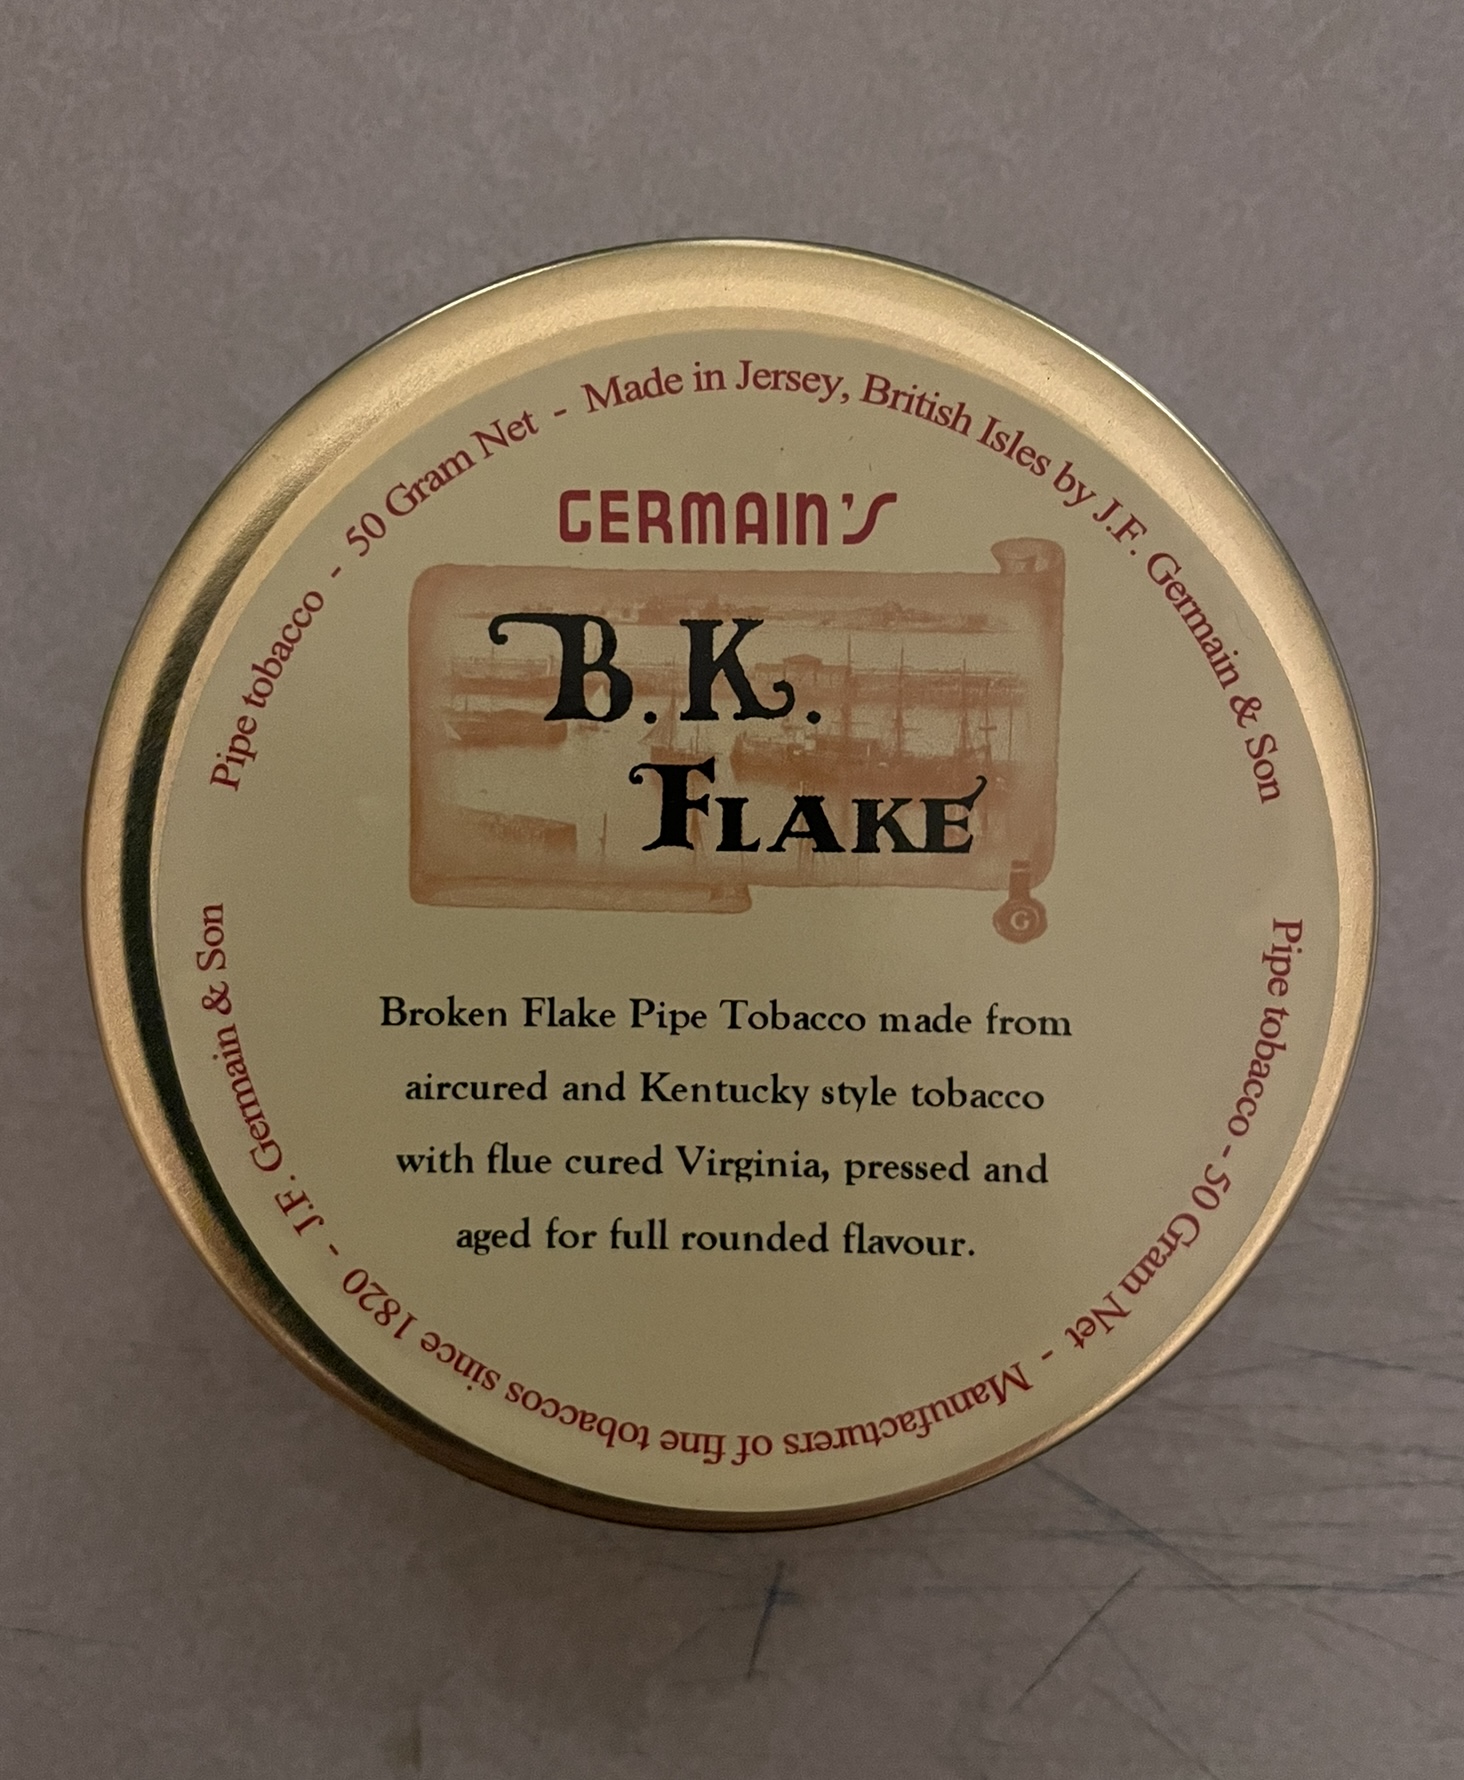 Pipe tobacco - 50 Gram Net - Made in Jersey, British Isles by J.F. Germain & Son
GERMAIN'S
B.K.
FLAKE
G
Broken Flake Pipe Tobacco made from
aircured and Kentucky style tobacco
with flue cured Virginia, pressed and
aged for full rounded flavour.
Pipe tobacco - 50 Gram Net - Manufacturers of fine tobaccos since 1820 - J.F. Germain & Son